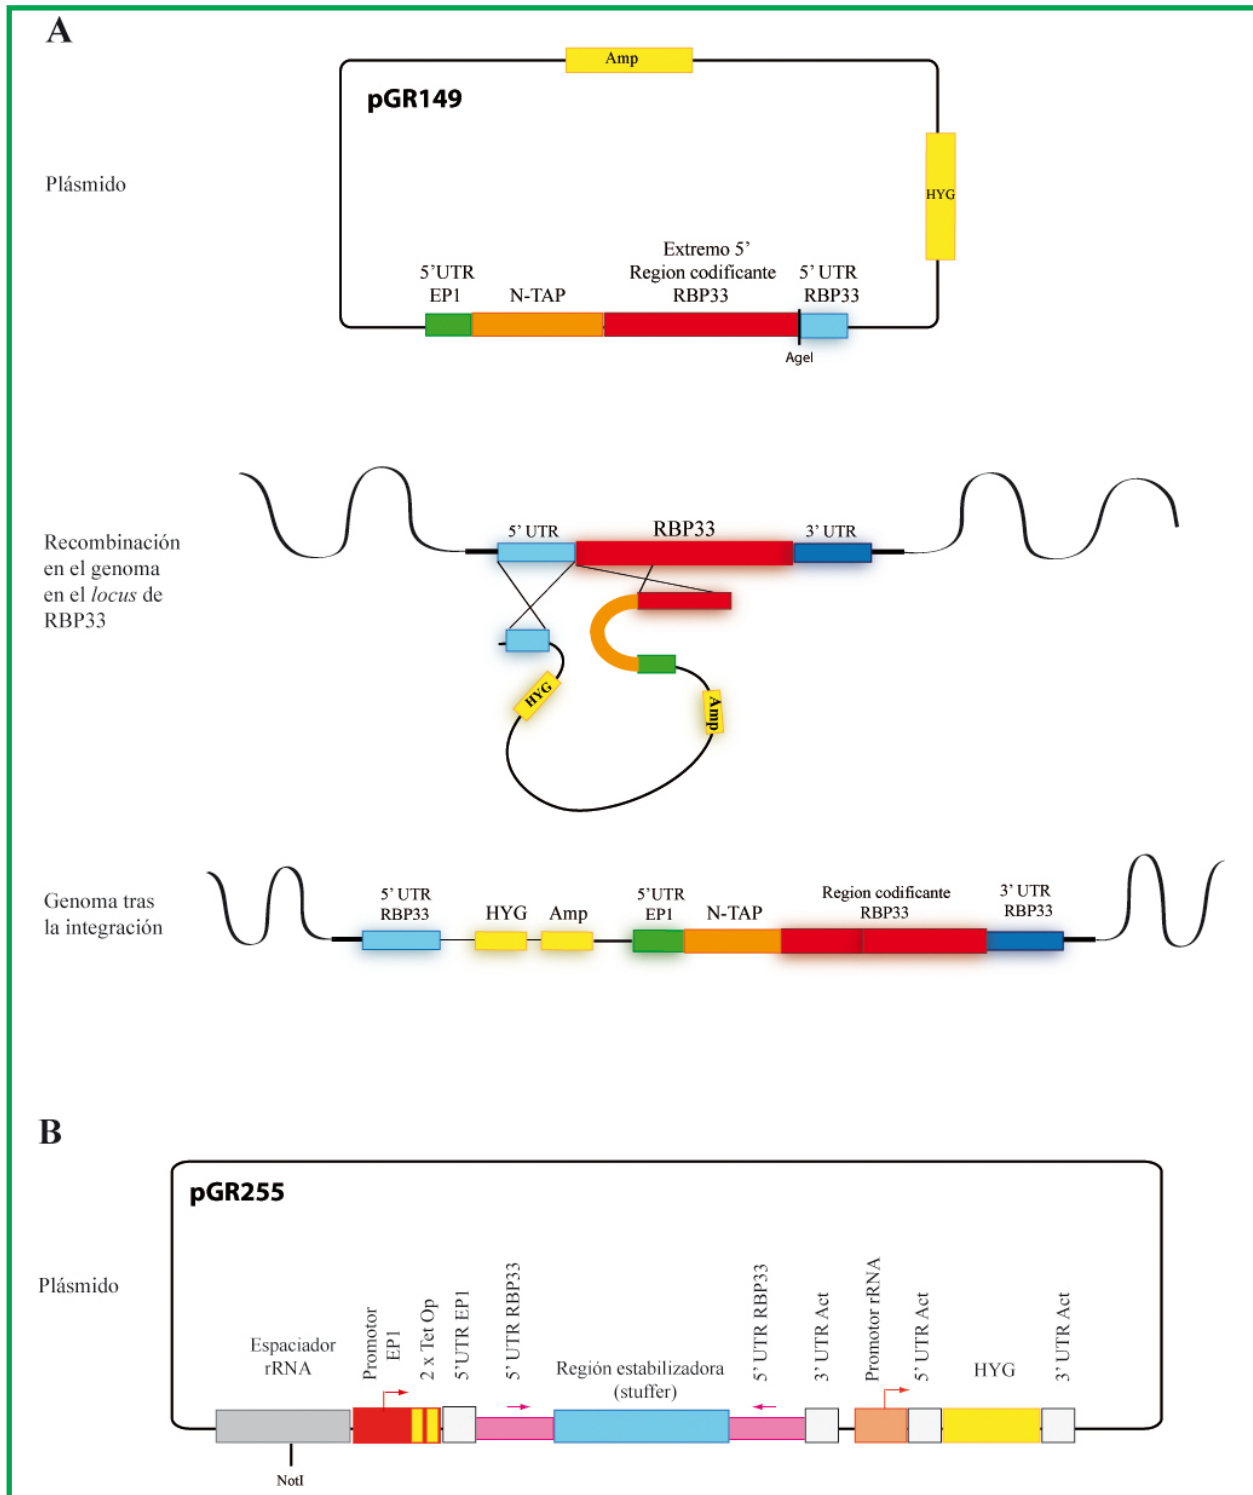 A
Amp
pGR149
Plásmido
HYG
Extremo 5’
5’UTR
Region codificante
5’ UTR
EP1
N-TAP
RBP33
RBP33
AgeI
5’ UTR
RBP33
3’ UTR
Recombinación
en el genoma
en el locus de
RBP33
HYG
Amp
Genoma tras
la integración
5’ UTR
RBP33
HYG
Amp
5’UTR
EP1
N-TAP
Region codificante
RBP33
3’ UTR
RBP33
B
pGR255
Plásmido
Espaciador
rRNA
Promotor
EP1
2 x Tet Op
5’UTR EP1
5’ UTR RBP33
Región estabilizadora
(stuffer)
5’ UTR RBP33
3’ UTR Act
Promotor rRNA
5’ UTR Act
HYG
3’ UTR Act
NotI